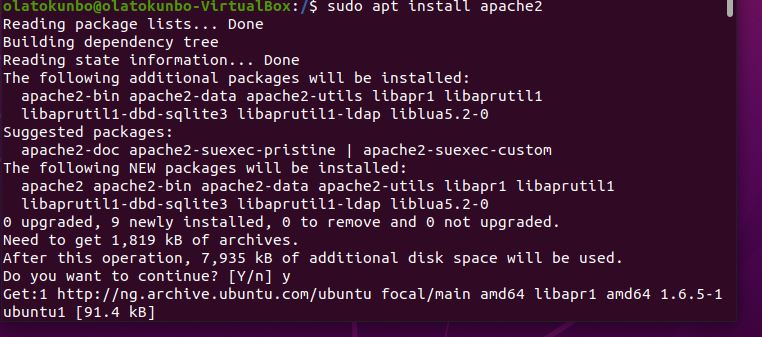 olatokunbo@olatokunbo-VirtualBox:/$ sudo apt install apache2
Reading package lists... Done
Building dependency tree
Reading state information... Done
The following additional packages will be installed:
  apache2-bin apache2-data apache2-utils libapr1 libaprutil1
  libaprutil1-dbd-sqlite3 libaprutil1-ldap liblua5.2-0
Suggested packages:
  apache2-doc apache2-suexec-pristine | apache2-suexec-custom
The following NEW packages will be installed:
  apache2 apache2-bin apache2-data apache2-utils libapr1 libaprutil1
  libaprutil1-dbd-sqlite3 libaprutil1-ldap liblua5.2-0
0 upgraded, 9 newly installed, 0 to remove and 0 not upgraded.
Need to get 1,819 kB of archives.
After this operation, 7,935 kB of additional disk space will be used.
Do you want to continue? [Y/n] y
Get:1 http://ng.archive.ubuntu.com/ubuntu focal/main amd64 libapr1 amd64 1.6.5-1
ubuntu1 [91.4 kB]